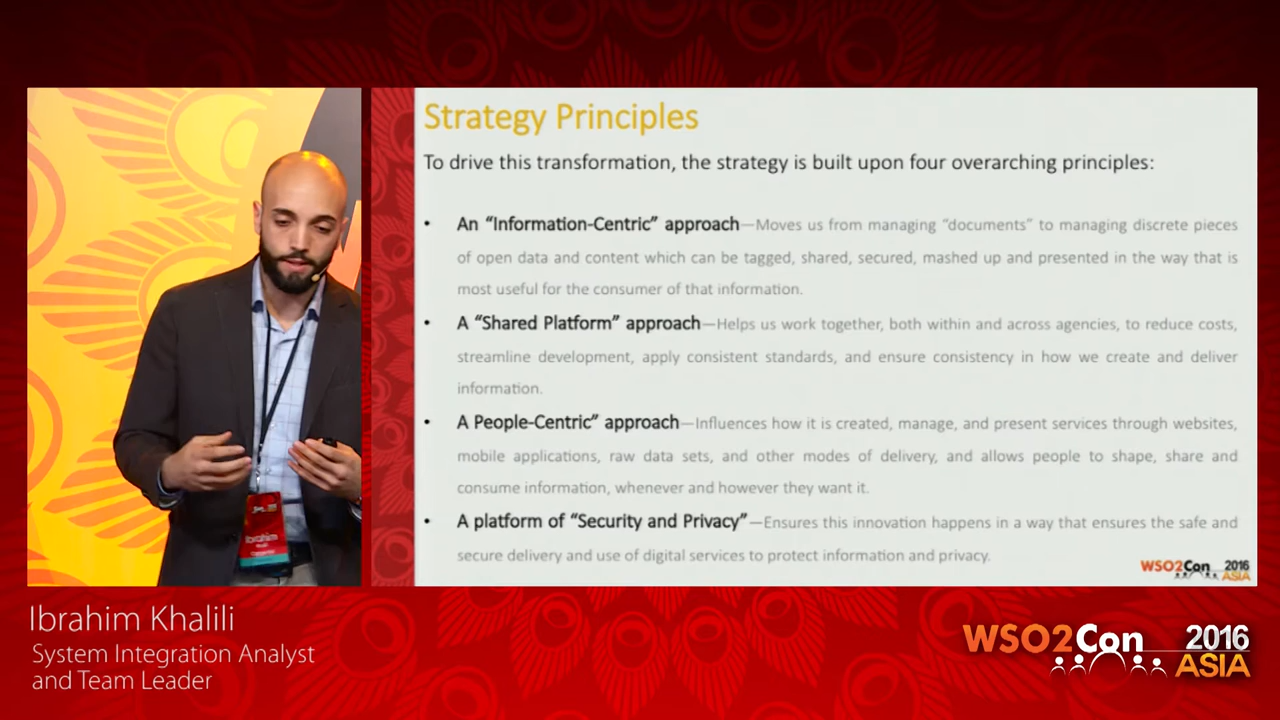 Strategy Principles
To drive this transformation, the strategy is built upon four overarching principles:
• An “Information-Centric” approach—Moves us from managing “documents” to managing discrete pieces
of open data and content which can be tagged, shared, secured, mashed up and presented in the way that is
most useful for the consumer of that information.
• A “Shared Platform” approach—Helps us work together, both within and across agencies, to reduce costs,
streamline development, apply consistent standards, and ensure consistency in how we create and deliver
information.
• A People-Centric” approach—Influences how it is created, manage, and present services through websites,
mobile applications, raw data sets, and other modes of delivery, and allows people to shape, share and
consume information, whenever and however they want it.
• A platform of “Security and Privacy”—Ensures this innovation happens in a way that ensures the safe and
secure delivery and use of digital services to protect information and privacy.
WSO2Con 2016
ASIA
Ibrahim
Ibrahim Khalili
System Integration Analyst
and Team Leader
WSO2Con 2016
ASIA